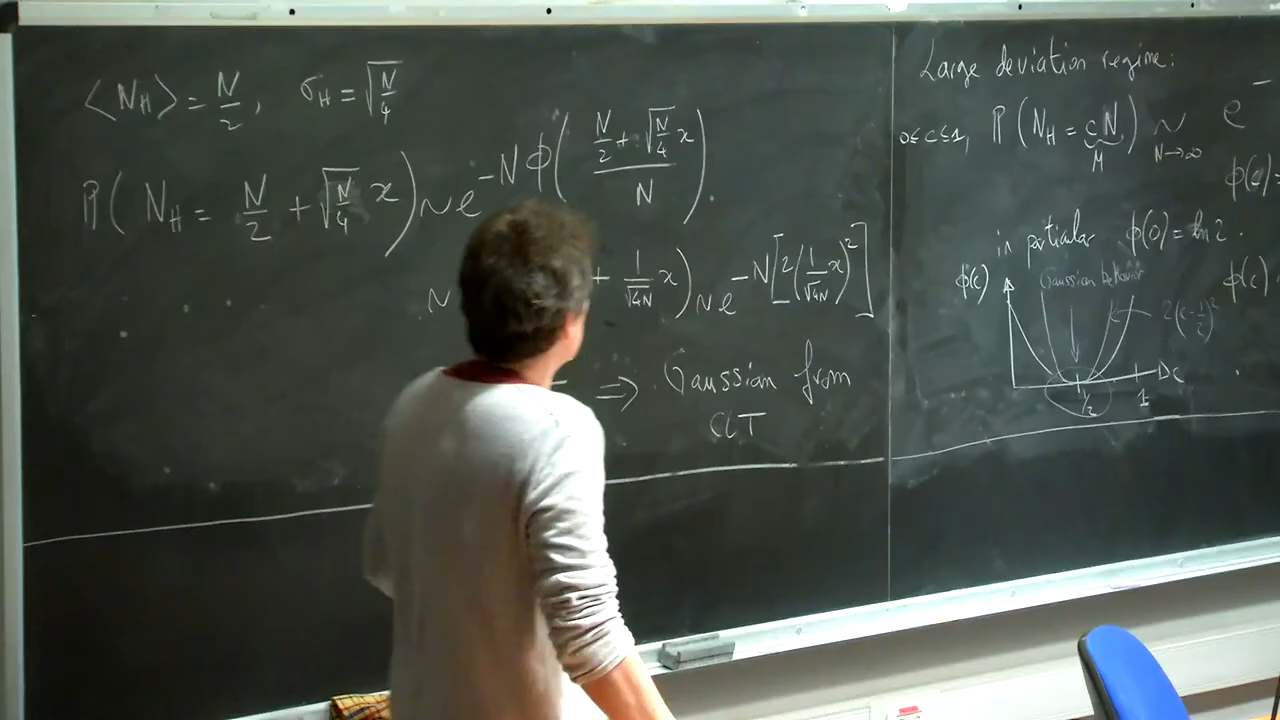 ⟨N_H⟩ = N/2, σ_H = √(N/4)
P( N_H = N/2 + √(N/4) x ) ~ e^{-N ϕ( (N/2 + √(N/4) x) / N )}.
~ + 1/√(4N) x ) ~ e^{-N[2(1/√(4N) x)^2]}
⇒ Gaussian from
CLT
Large deviation regime:
0≤c≤1, P( N_H = cN ) ~ e^-
M N→∞
ϕ(c)=
in particular ϕ(0) = ln 2.
ϕ(c) Gaussian behavior ϕ(c)
2(c-1/2)^2
1/2 1 c